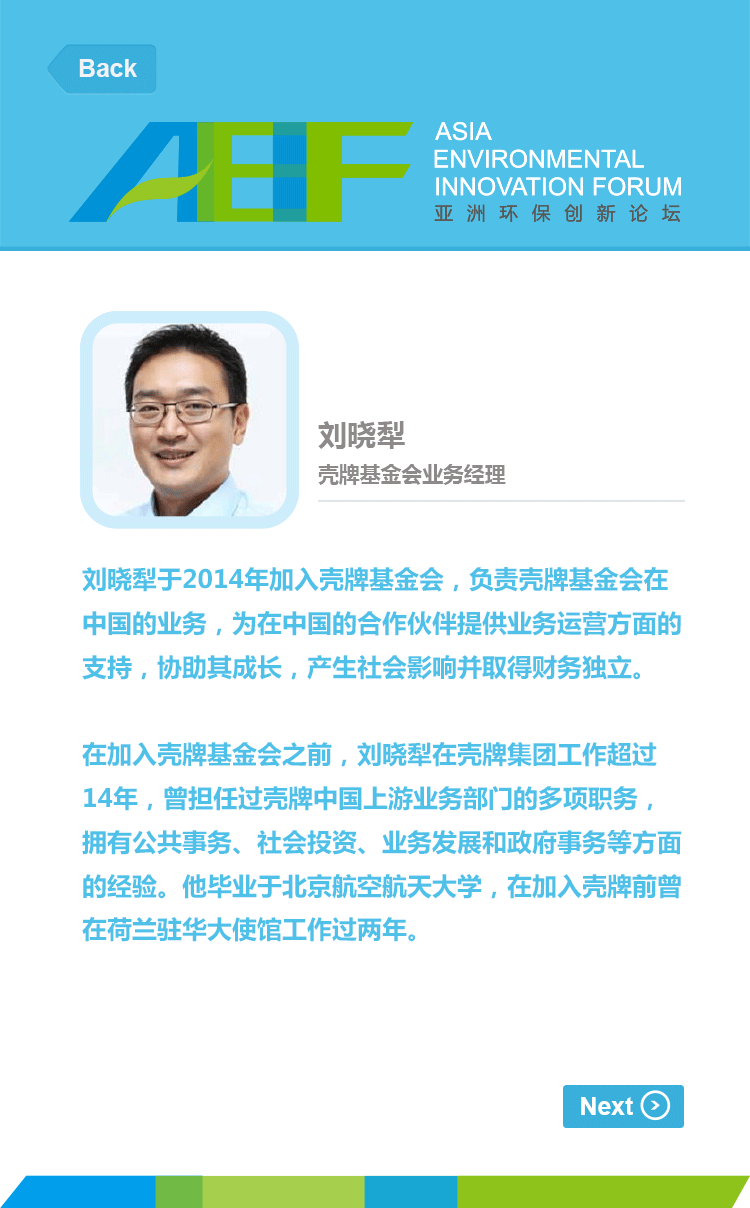 Back
AEIF
ASIA
ENVIRONMENTAL
INNOVATION FORUM
亚洲环保创新论坛
刘晓犁
壳牌基金会业务经理
刘晓犁于2014年加入壳牌基金会，负责壳牌基金会在
中国的业务，为在中国的合作伙伴提供业务运营方面的
支持，协助其成长，产生社会影响并取得财务独立。
在加入壳牌基金会之前，刘晓犁在壳牌集团工作超过
14年，曾担任过壳牌中国上游业务部门的多项职务，
拥有公共事务、社会投资、业务发展和政府事务等方面
的经验。他毕业于北京航空航天大学，在加入壳牌前曾
在荷兰驻华大使馆工作过两年。
Next